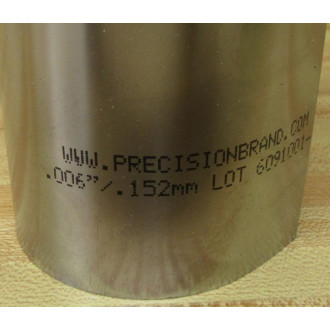 WWW.PRECISIONBRAND.COM
.006”/.152mm LOT 6091001-